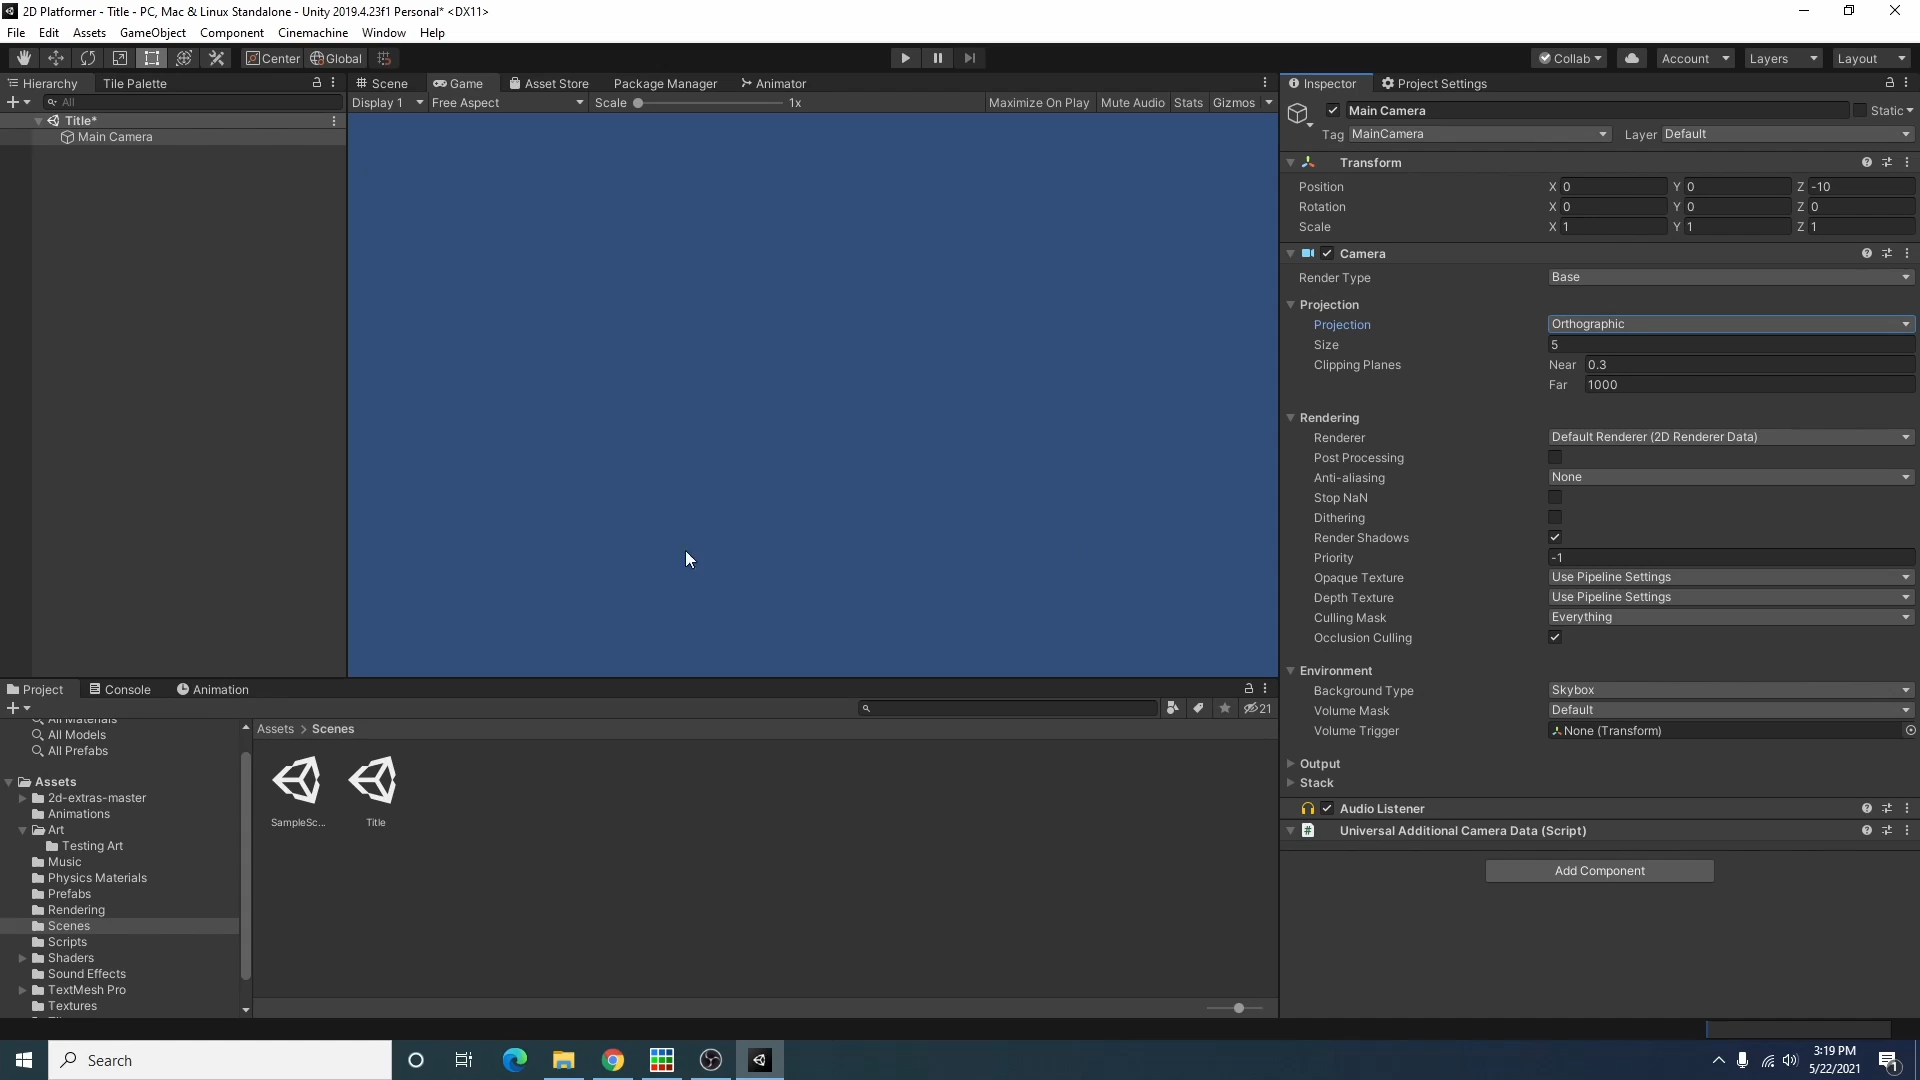 2D Platformer - Title - PC, Mac & Linux Standalone - Unity 2019.4.23f1 Personal* <DX11>
File Edit Assets GameObject Component Cinemachine Window Help
Center Global Collab Account Layers Layout
Hierarchy Tile Palette Scene Game Asset Store Package Manager Animator Inspector Project Settings
All Display 1 Free Aspect Scale 1x Maximize On Play Mute Audio Stats Gizmos
Title*
Main Camera
Main Camera Static
Tag MainCamera Layer Default
Transform
Position X 0 Y 0 Z -10
Rotation X 0 Y 0 Z 0
Scale X 1 Y 1 Z 1
Camera
Render Type Base
Projection
Projection Orthographic
Size 5
Clipping Planes Near 0.3
Far 1000
Rendering
Renderer Default Renderer (2D Renderer Data)
Post Processing
Anti-aliasing None
Stop NaN
Dithering
Render Shadows
Priority -1
Opaque Texture Use Pipeline Settings
Depth Texture Use Pipeline Settings
Culling Mask Everything
Occlusion Culling
Environment
Background Type Skybox
Volume Mask Default
Volume Trigger None (Transform)
Output
Stack
Audio Listener
# Universal Additional Camera Data (Script)
Add Component
Project Console Animation
21
All Materials
All Models
All Prefabs
Assets
2d-extras-master
Animations
Art
Testing Art
Music
Physics Materials
Prefabs
Rendering
Scenes
Scripts
Shaders
Sound Effects
TextMesh Pro
Textures
Assets > Scenes
SampleSc... Title
Search
3:19 PM
5/22/2021
1